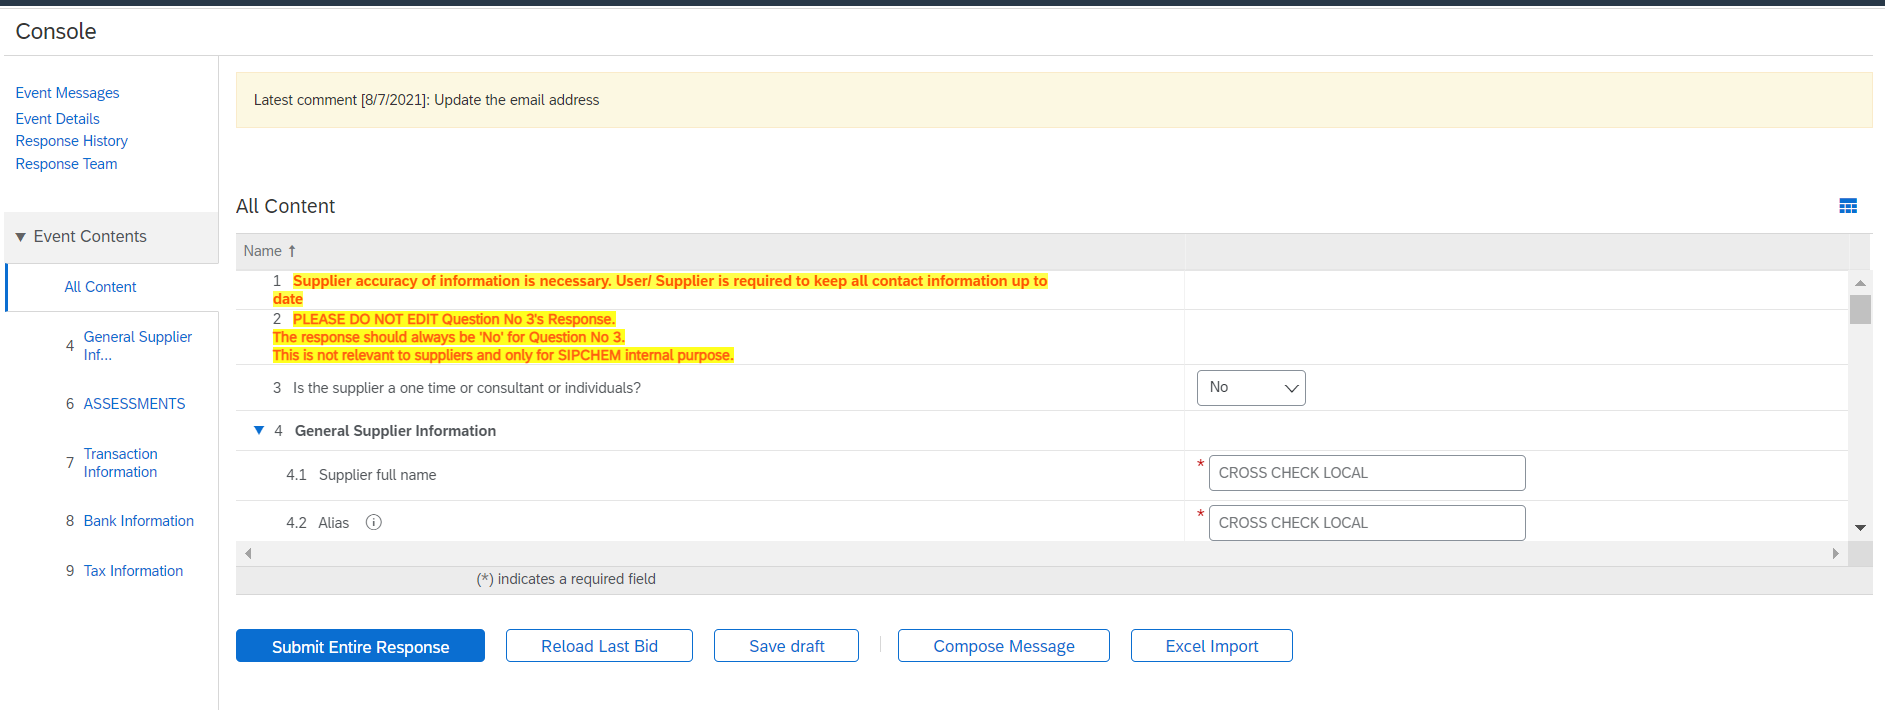 Console
Event Messages
Event Details
Response History
Response Team
Event Contents
All Content
4 General Supplier
Inf...
6 ASSESSMENTS
7 Transaction
Information
8 Bank Information
9 Tax Information
Latest comment [8/7/2021]: Update the email address
All Content
Name ↑
1 Supplier accuracy of information is necessary. User/ Supplier is required to keep all contact information up to
date
2 PLEASE DO NOT EDIT Question No 3's Response.
The response should always be 'No' for Question No 3.
This is not relevant to suppliers and only for SIPCHEM internal purpose.
3 Is the supplier a one time or consultant or individuals? No
4 General Supplier Information
4.1 Supplier full name * CROSS CHECK LOCAL
4.2 Alias * CROSS CHECK LOCAL
(*) indicates a required field
Submit Entire Response
Reload Last Bid
Save draft
Compose Message
Excel Import